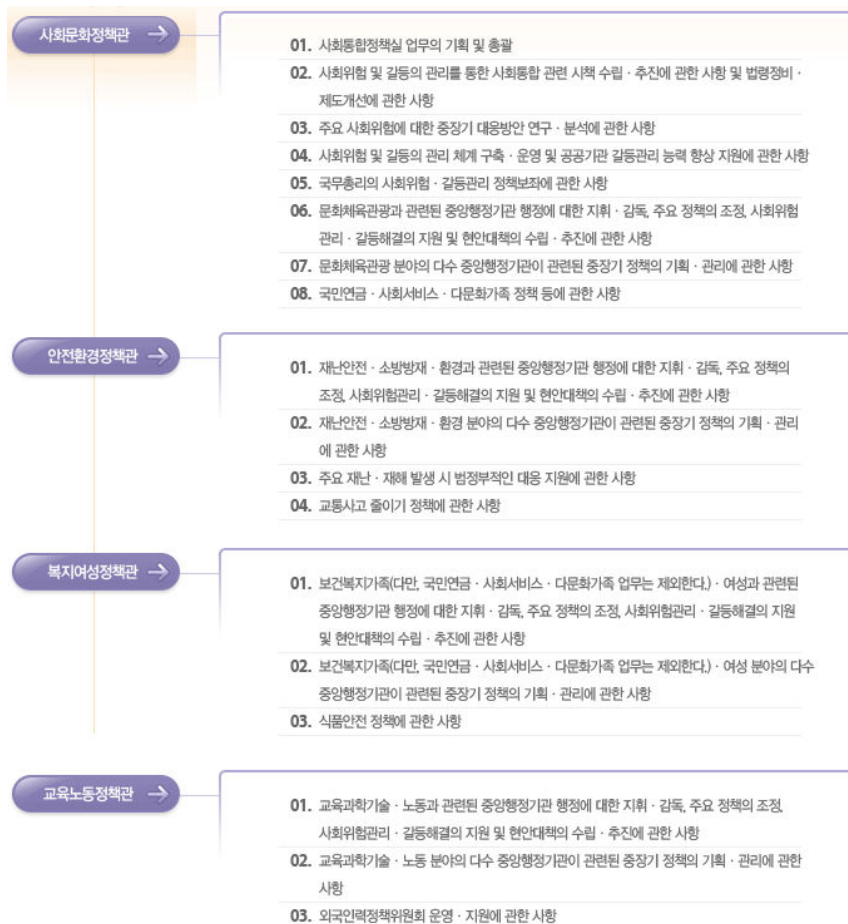 사회문화정책관
01. 사회통합정책실 업무의 기획 및 총괄
02. 사회위험 및 갈등의 관리를 통한 사회통합 관련 시책 수립 · 추진에 관한 사항 및 법령정비 ·
제도개선에 관한 사항
03. 주요 사회위험에 대한 중장기 대응방안 연구 · 분석에 관한 사항
04. 사회위험 및 갈등의 관리 체계 구축 · 운영 및 공공기관 갈등관리 능력 향상 지원에 관한 사항
05. 국무총리의 사회위험 · 갈등관리 정책보좌에 관한 사항
06. 문화체육관광과 관련된 중앙행정기관 행정에 대한 지휘 · 감독, 주요 정책의 조정, 사회위험
관리 · 갈등해결의 지원 및 현안대책의 수립 · 추진에 관한 사항
07. 문화체육관광 분야의 다수 중앙행정기관이 관련된 중장기 정책의 기획 · 관리에 관한 사항
08. 국민연금 · 사회서비스 · 다문화가족 정책 등에 관한 사항
안전환경정책관
01. 재난안전 · 소방방재 · 환경과 관련된 중앙행정기관 행정에 대한 지휘 · 감독, 주요 정책의
조정, 사회위험관리 · 갈등해결의 지원 및 현안대책의 수립 · 추진에 관한 사항
02. 재난안전 · 소방방재 · 환경 분야의 다수 중앙행정기관이 관련된 중장기 정책의 기획 · 관리
에 관한 사항
03. 주요 재난 · 재해 발생 시 범정부적인 대응 지원에 관한 사항
04. 교통사고 줄이기 정책에 관한 사항
복지여성정책관
01. 보건복지가족(다만, 국민연금 · 사회서비스 · 다문화가족 업무는 제외한다.) · 여성과 관련된
중앙행정기관 행정에 대한 지휘 · 감독, 주요 정책의 조정, 사회위험관리 · 갈등해결의 지원
및 현안대책의 수립 · 추진에 관한 사항
02. 보건복지가족(다만, 국민연금 · 사회서비스 · 다문화가족 업무는 제외한다.) · 여성 분야의 다수
중앙행정기관이 관련된 중장기 정책의 기획 · 관리에 관한 사항
03. 식품안전 정책에 관한 사항
교육노동정책관
01. 교육과학기술 · 노동과 관련된 중앙행정기관 행정에 대한 지휘 · 감독, 주요 정책의 조정,
사회위험관리 · 갈등해결의 지원 및 현안대책의 수립 · 추진에 관한 사항
02. 교육과학기술 · 노동 분야의 다수 중앙행정기관이 관련된 중장기 정책의 기획 · 관리에 관한
사항
03. 외국인력정책위원회 운영 · 지원에 관한 사항